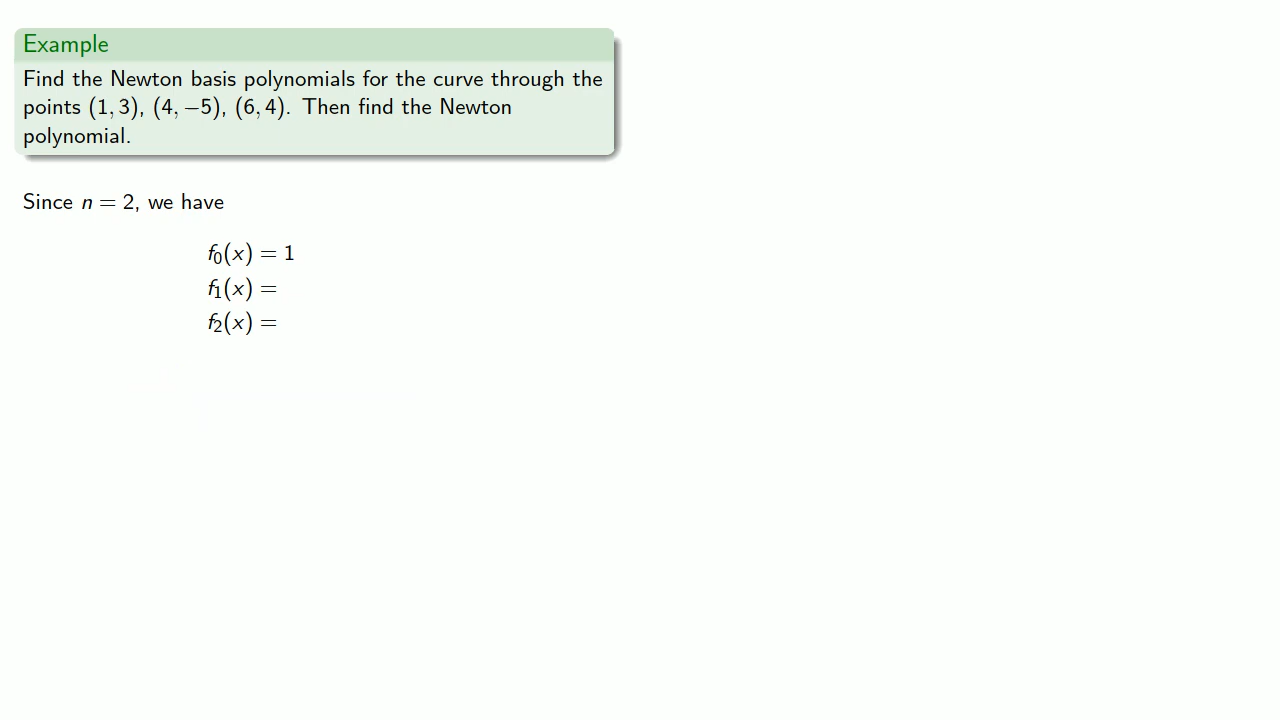 Example
Find the Newton basis polynomials for the curve through the
points (1, 3), (4, −5), (6, 4). Then find the Newton
polynomial.
Since n = 2, we have
f₀(x) = 1
f₁(x) =
f₂(x) =